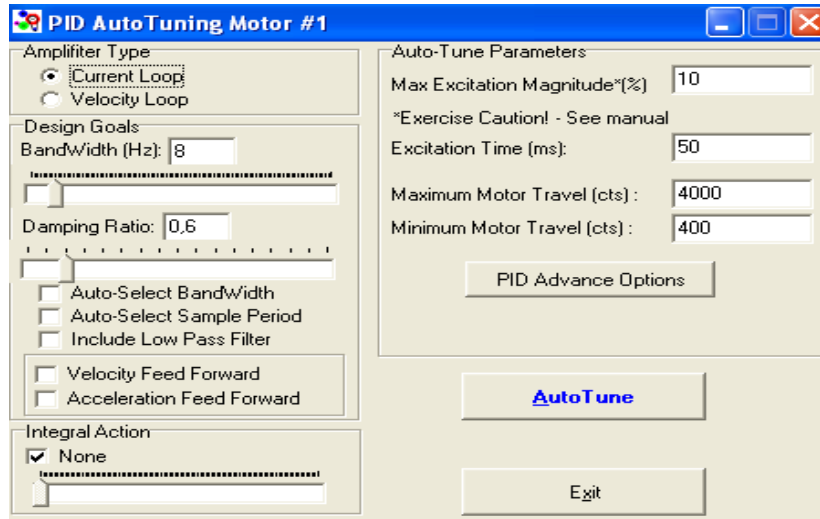 PID AutoTuning Motor #1
Amplifiter Type
Current Loop
Velocity Loop
Design Goals
BandWidth (Hz): 8
Damping Ratio: 0,6
Auto-Select BandWidth
Auto-Select Sample Period
Include Low Pass Filter
Velocity Feed Forward
Acceleration Feed Forward
Integral Action
None
Auto-Tune Parameters
Max Excitation Magnitude*(%) 10
*Exercise Caution! - See manual
Excitation Time (ms): 50
Maximum Motor Travel (cts) : 4000
Minimum Motor Travel (cts) : 400
PID Advance Options
AutoTune
Exit